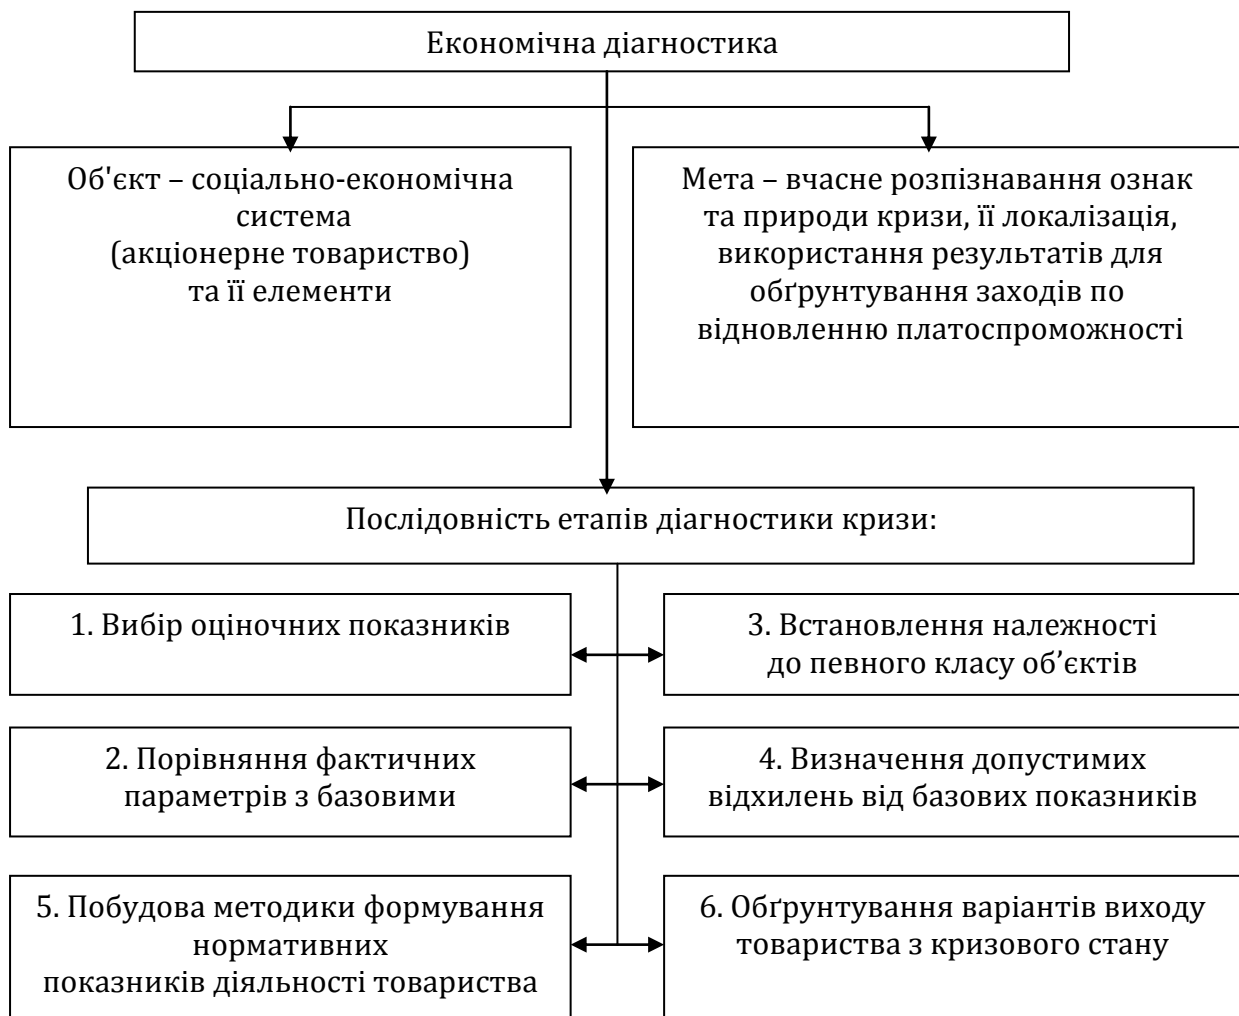 Економічна діагностика
Об'єкт – соціально-економічна
система
(акціонерне товариство)
та її елементи
Мета – вчасне розпізнавання ознак
та природи кризи, її локалізація,
використання результатів для
обґрунтування заходів по
відновленню платоспроможності
Послідовність етапів діагностики кризи:
1. Вибір оціночних показників
3. Встановлення належності
до певного класу об’єктів
2. Порівняння фактичних
параметрів з базовими
4. Визначення допустимих
відхилень від базових показників
5. Побудова методики формування
нормативних
показників діяльності товариства
6. Обґрунтування варіантів виходу
товариства з кризового стану